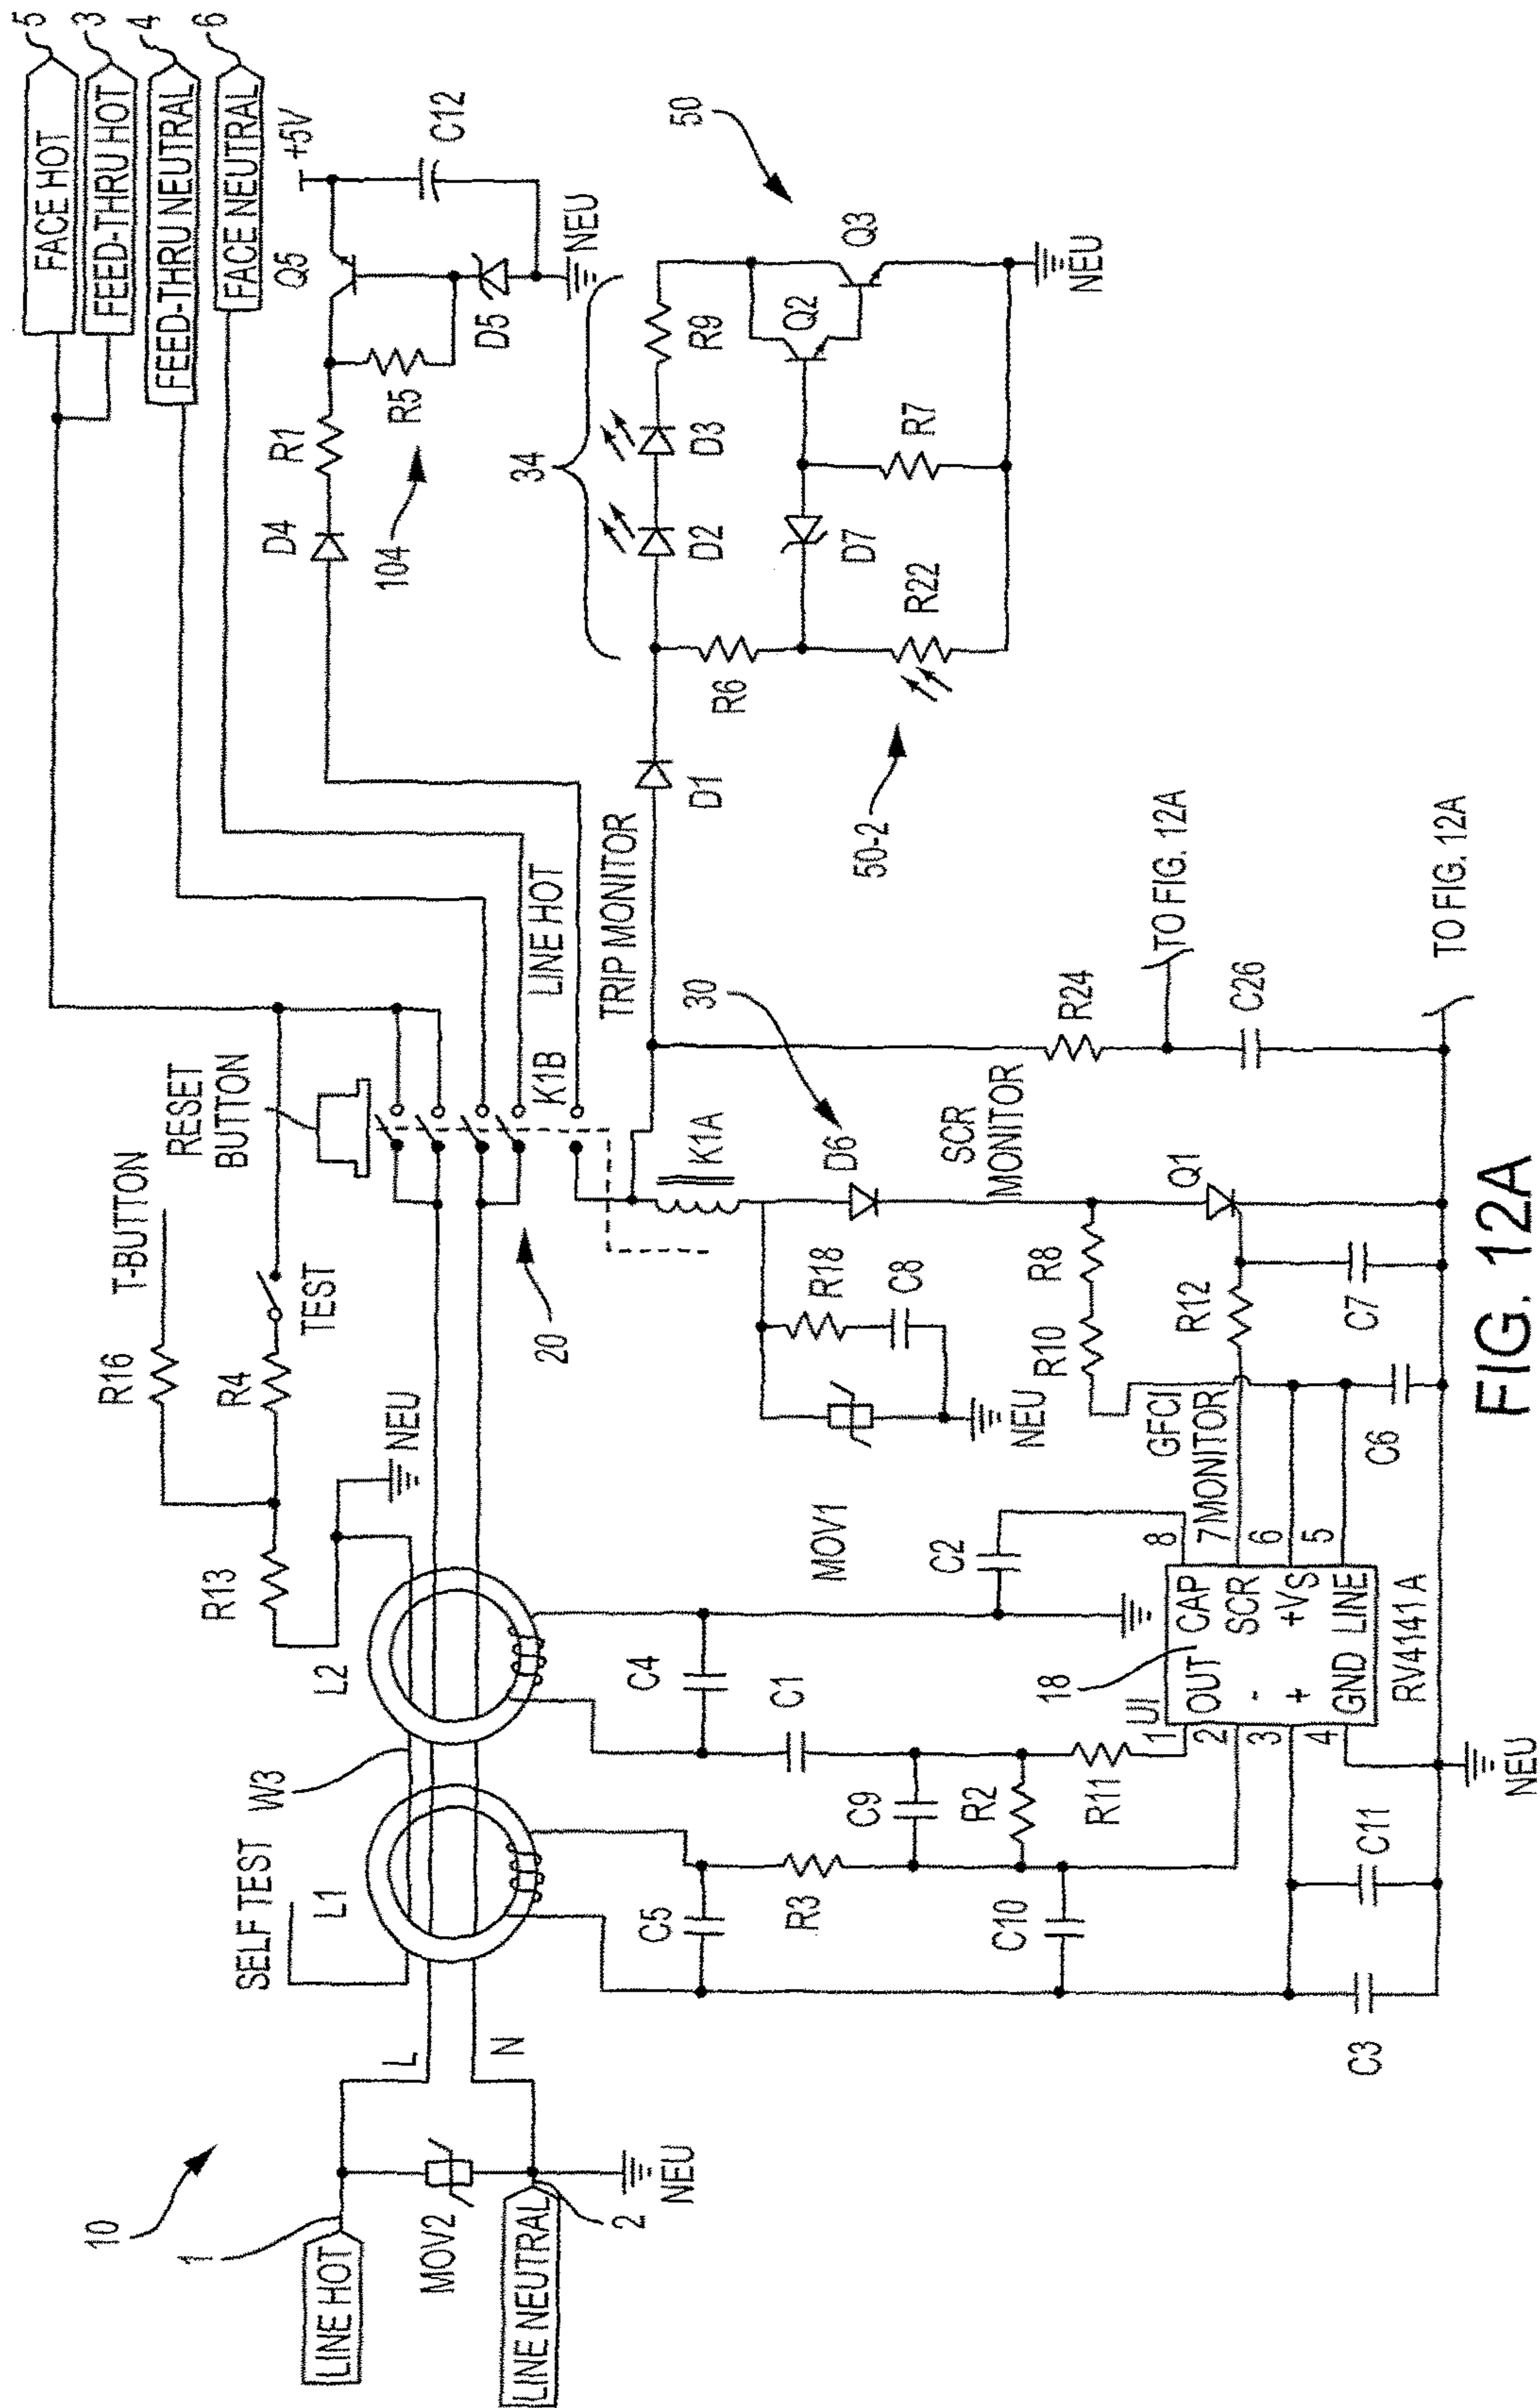 10
1
LINE HOT
MOV2
LINE NEUTRAL
2
NEU
L
N
SELF TEST
L1
W3
L2
R13
NEU
R16
T-BUTTON
R4
TEST
RESET
BUTTON
20
K1B
LINE HOT
TRIP MONITOR
FACE HOT
5
FEED-THRU HOT
3
FEED-THRU NEUTRAL
4
FACE NEUTRAL
6
D4
R1
Q5
+5V
104
R5
D5
C12
NEU
34
D1
D2
D3
R9
50
R6
D7
Q2
Q3
50-2
R22
R7
NEU
30
K1A
D6
SCR
MONITOR
R24
TO FIG. 12A
C26
TO FIG. 12A
R18
C8
MOV1
NEU
R8
R10
Q1
R12
C7
GFCI
MONITOR
C6
C2
C4
C1
C5
R3
C9
R2
R11
C10
C3
C11
NEU
18
U1
1
2
3
4
8
7
6
5
OUT CAP
- SCR
+ +VS
GND LINE
RV4141A
FIG. 12A